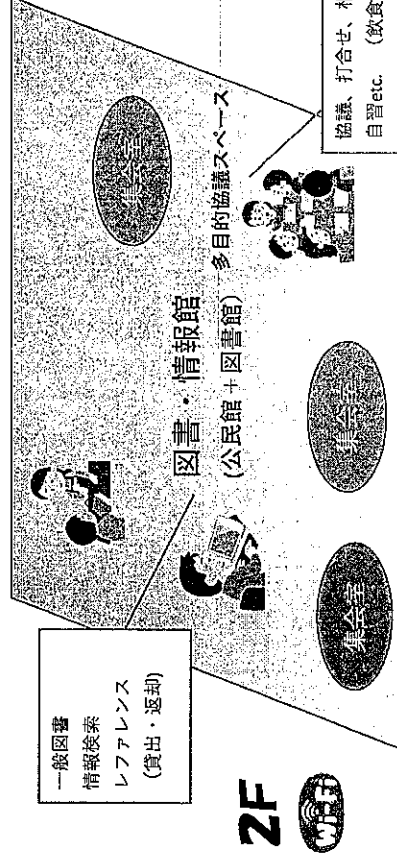 一般図書
情報検索
レファレンス
(貸出・返却)
集会室
図書・情報館
(公民館+図書館)
多目的協議スペース
集会室
集会室
2F
WiFi
協議、打合せ、
自習etc. (飲食